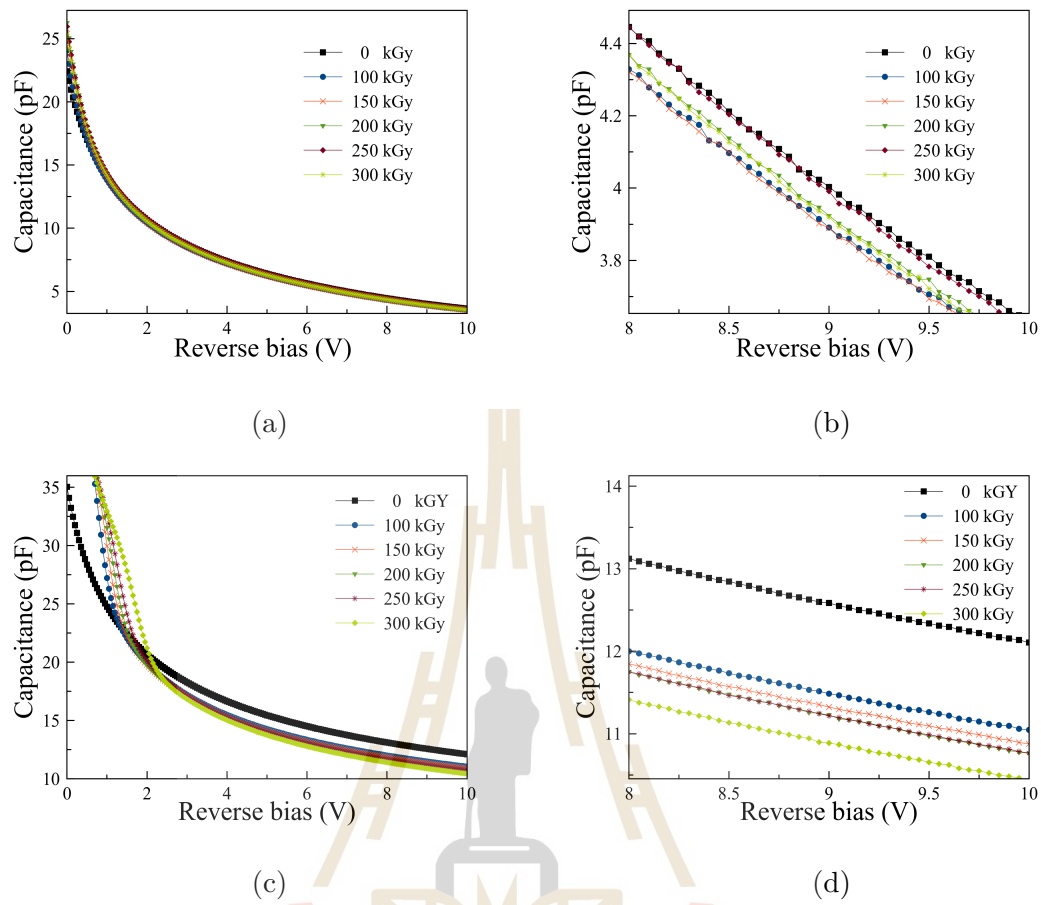 Capacitance (pF)
25
20
15
10
5
0
2
4
6
8
10
Reverse bias (V)
0 kGy
100 kGy
150 kGy
200 kGy
250 kGy
300 kGy
(a)
Capacitance (pF)
4.4
4.2
4
3.8
8
8.5
9
9.5
10
Reverse bias (V)
0 kGy
100 kGy
150 kGy
200 kGy
250 kGy
300 kGy
(b)
Capacitance (pF)
35
30
25
20
15
10
0
2
4
6
8
10
Reverse bias (V)
0 kGY
100 kGy
150 kGy
200 kGy
250 kGy
300 kGy
(c)
Capacitance (pF)
14
13
12
11
8
8.5
9
9.5
10
Reverse bias (V)
0 kGY
100 kGy
150 kGy
200 kGy
250 kGy
300 kGy
(d)